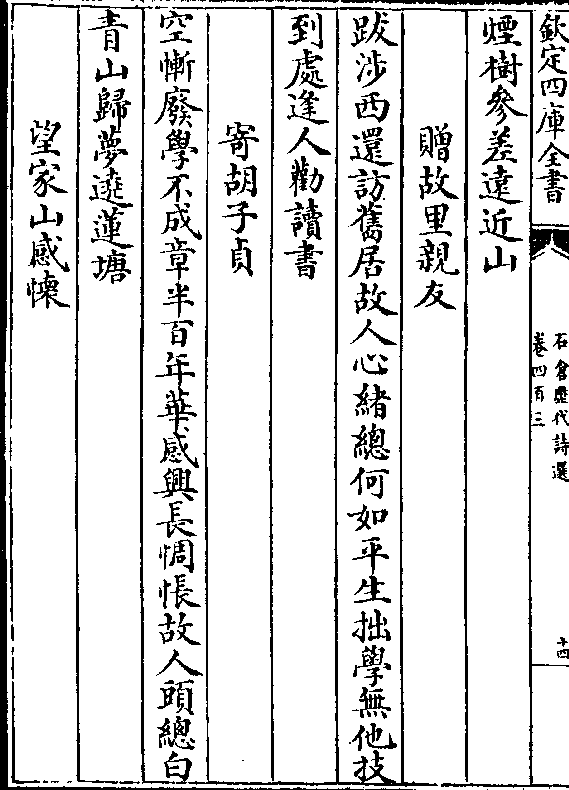 欽定四庫全書
石倉歷代詩選
卷四百三
十四
煙樹參差遠近山
贈故里親友
跋涉西還訪舊居故人心緒總何如平生拙學無他技
到處逢人勸讀書
寄胡子貞
空慚廢學不成章半百年華感興長惆悵故人頭總白
青山歸夢遶蓮塘
望家山感懷